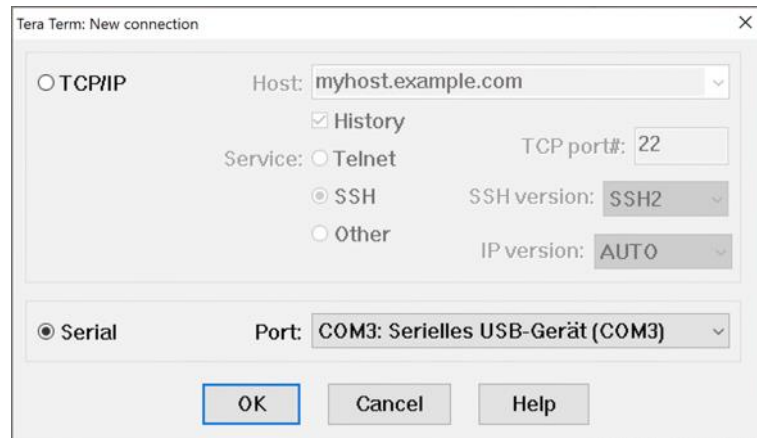 Tera Term: New connection
TCP/IP
Host: myhost.example.com
History
Service: Telnet
TCP port#: 22
SSH
SSH version: SSH2
Other
IP version: AUTO
Serial
Port: COM3: Serielles USB-Gerät (COM3)
OK Cancel Help